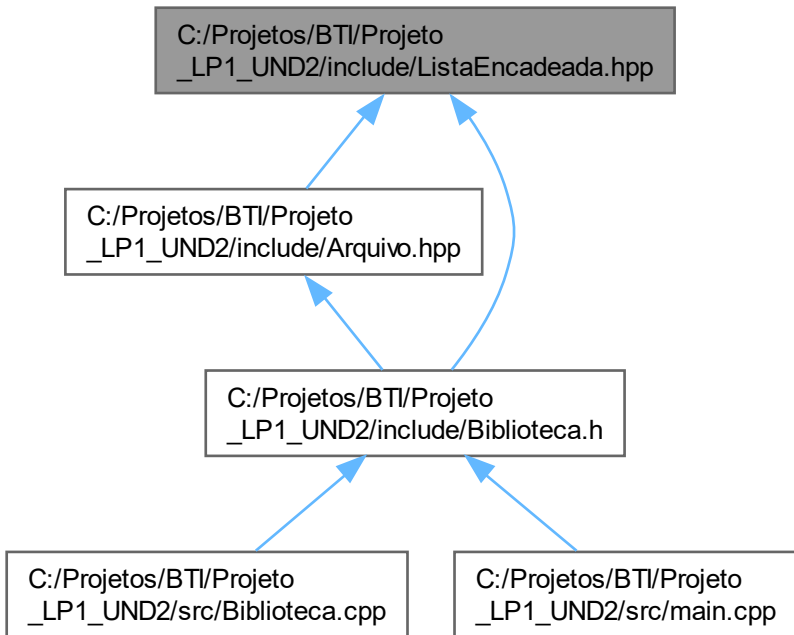 C:/Projetos/BTI/Projeto
_LP1_UND2/include/ListaEncadeada.hpp
C:/Projetos/BTI/Projeto
_LP1_UND2/include/Arquivo.hpp
C:/Projetos/BTI/Projeto
_LP1_UND2/include/Biblioteca.h
C:/Projetos/BTI/Projeto
_LP1_UND2/src/Biblioteca.cpp
C:/Projetos/BTI/Projeto
_LP1_UND2/src/main.cpp